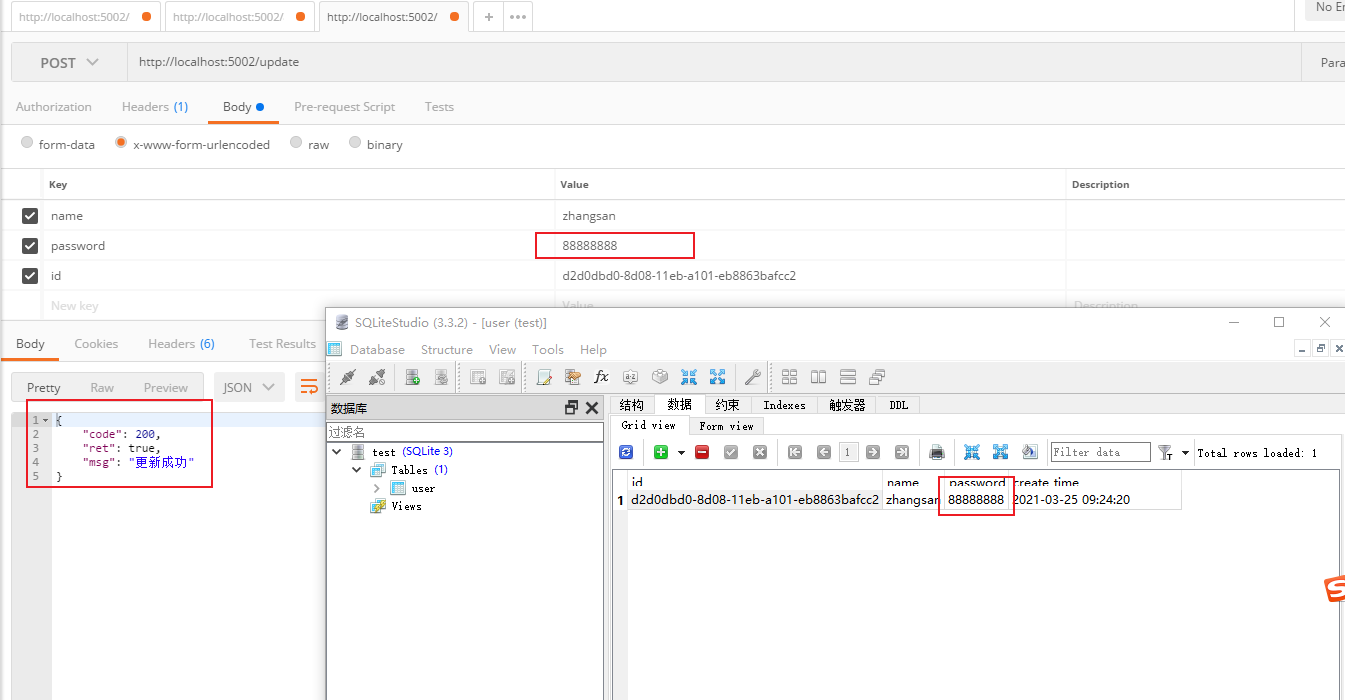 http://localhost:5002/ http://localhost:5002/ http://localhost:5002/ + ••• No
POST http://localhost:5002/update
Authorization Headers (1) Body Pre-request Script Tests
form-data x-www-form-urlencoded raw binary
Key Value Description
name zhangsan
password 88888888
id d2d0dbd0-8d08-11eb-a101-eb8863bafcc2
New key Value Description
Body Cookies Headers (6) Test Results
Pretty Raw Preview JSON
1 {
2 "code": 200,
3 "ret": true,
4 "msg": "更新成功"
5 }
SQLiteStudio (3.3.2) - [user (test)]
Database Structure View Tools Help
数据库
过滤名
test (SQLite 3)
Tables (1)
user
Views
结构 数据 约束 Indexes 触发器 DDL
Grid view Form view
1 Filter data Total rows loaded: 1
id name password create_time
1 d2d0dbd0-8d08-11eb-a101-eb8863bafcc2 zhangsan 88888888 2021-03-25 09:24:20